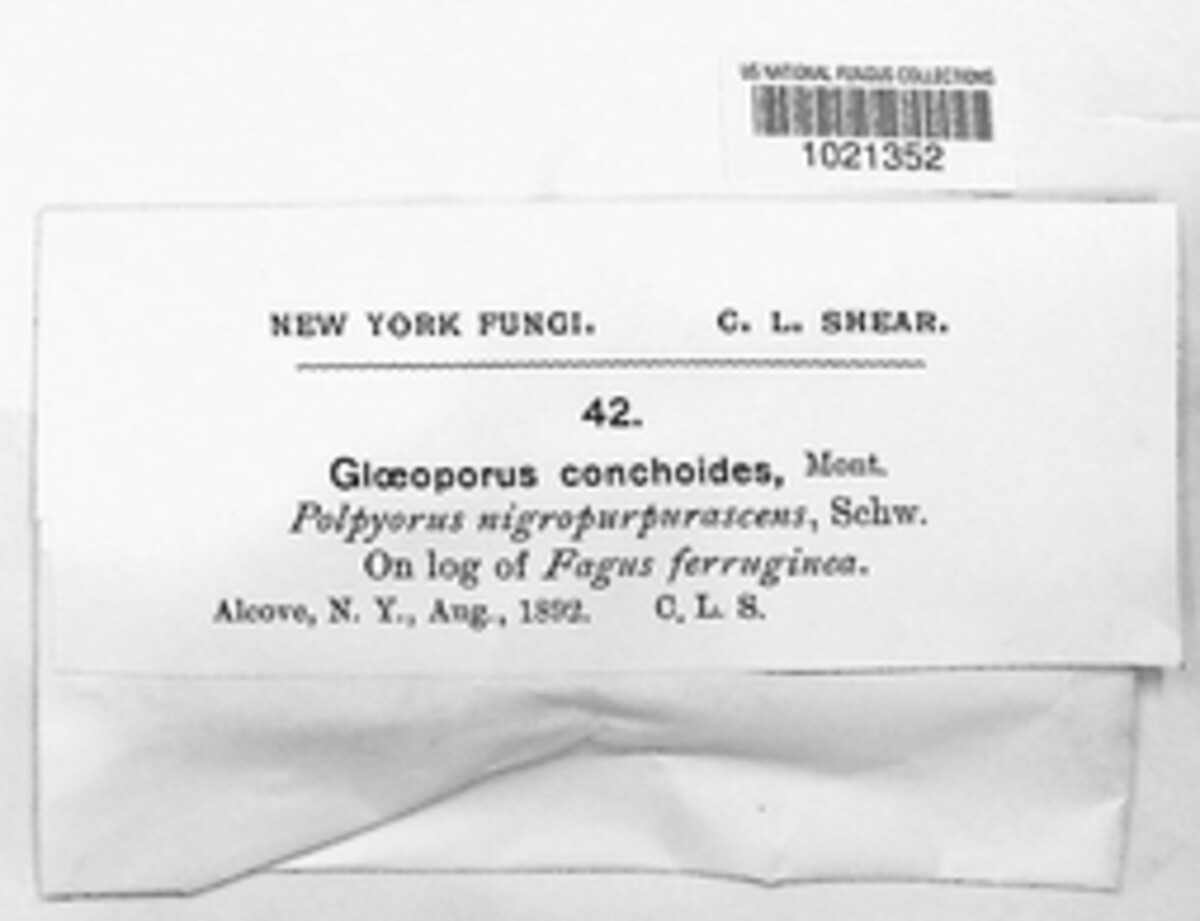 US NATIONAL FUNGUS COLLECTIONS
1021352
NEW YORK FUNGI. C. L. SHEAR.
42.
Glœoporus conchoides, Mont.
Polpyorus nigropurpurascens, Schw.
On log of Fagus ferruginea.
Alcove, N. Y., Aug., 1892. C. L. S.